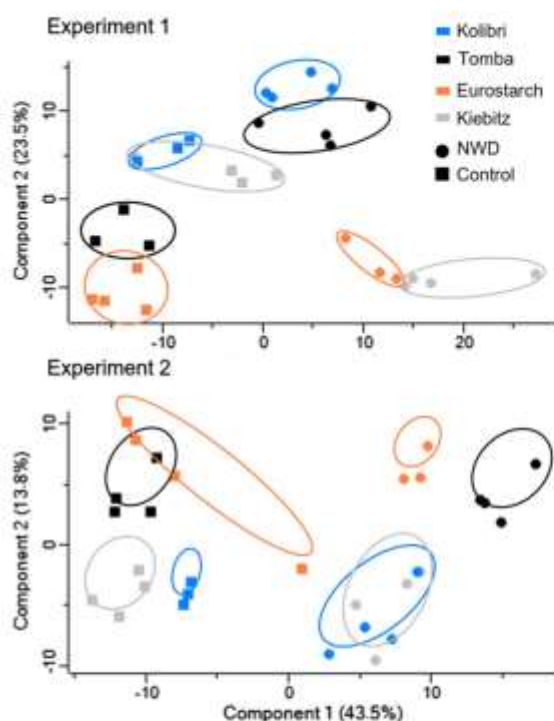 Experiment 1
Kolibri
Tomba
Eurostarch
Kiebitz
NWD
Control
Component 2 (23.5%)
10
0
-10
-10
0
10
20
Experiment 2
Component 2 (13.8%)
10
0
-10
-10
0
10
Component 1 (43.5%)